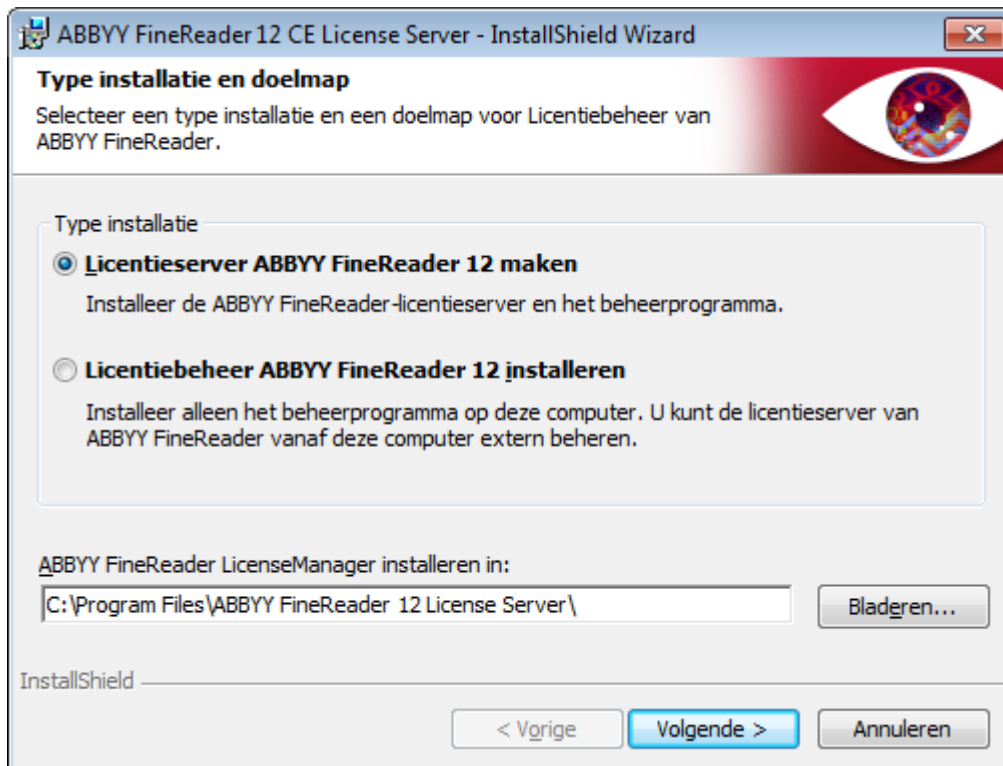 ABBYY FineReader 12 CE License Server - InstallShield Wizard
Type installatie en doelmap
Selecteer een type installatie en een doelmap voor Licentiebeheer van
ABBYY FineReader.
Type installatie
Licentieserver ABBYY FineReader 12 maken
Installeer de ABBYY FineReader-licentieserver en het beheerprogramma.
Licentiebeheer ABBYY FineReader 12 installeren
Installeer alleen het beheerprogramma op deze computer. U kunt de licentieserver van
ABBYY FineReader vanaf deze computer extern beheren.
ABBYY FineReader LicenseManager installeren in:
C:\Program Files\ABBYY FineReader 12 License Server\
Bladeren...
InstallShield
< Vorige
Volgende >
Annuleren